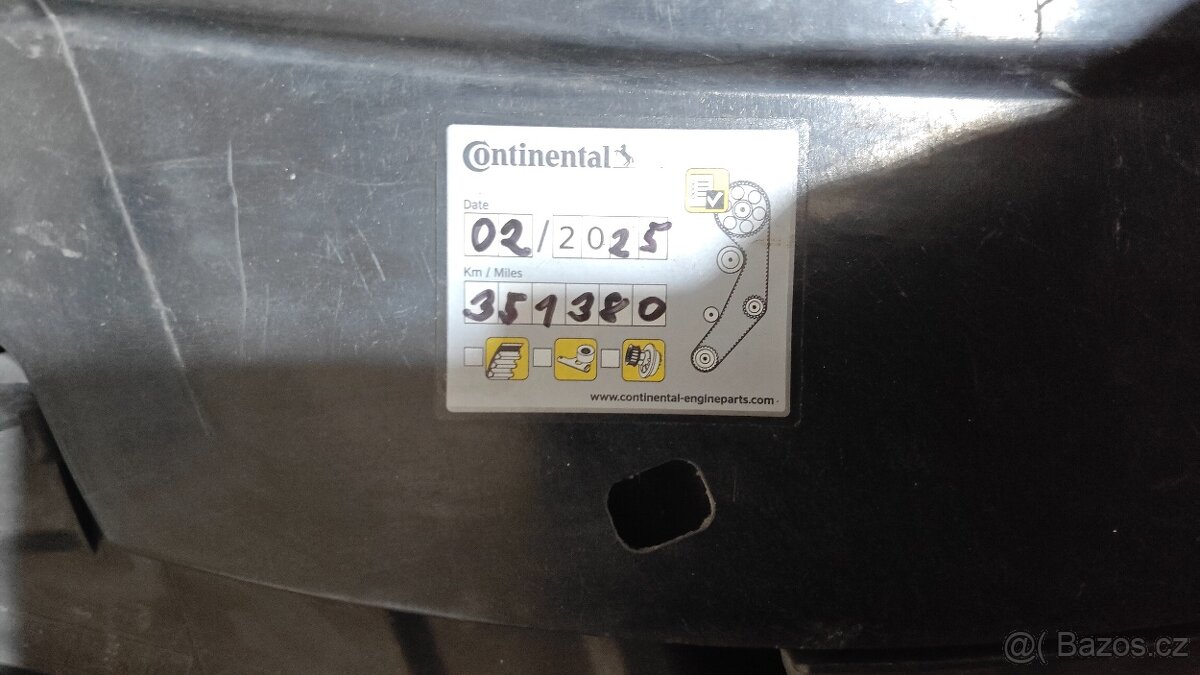 Continental
Date
02/2025
Km / Miles
351380
www.continental-engineparts.com
@( Bazos.cz